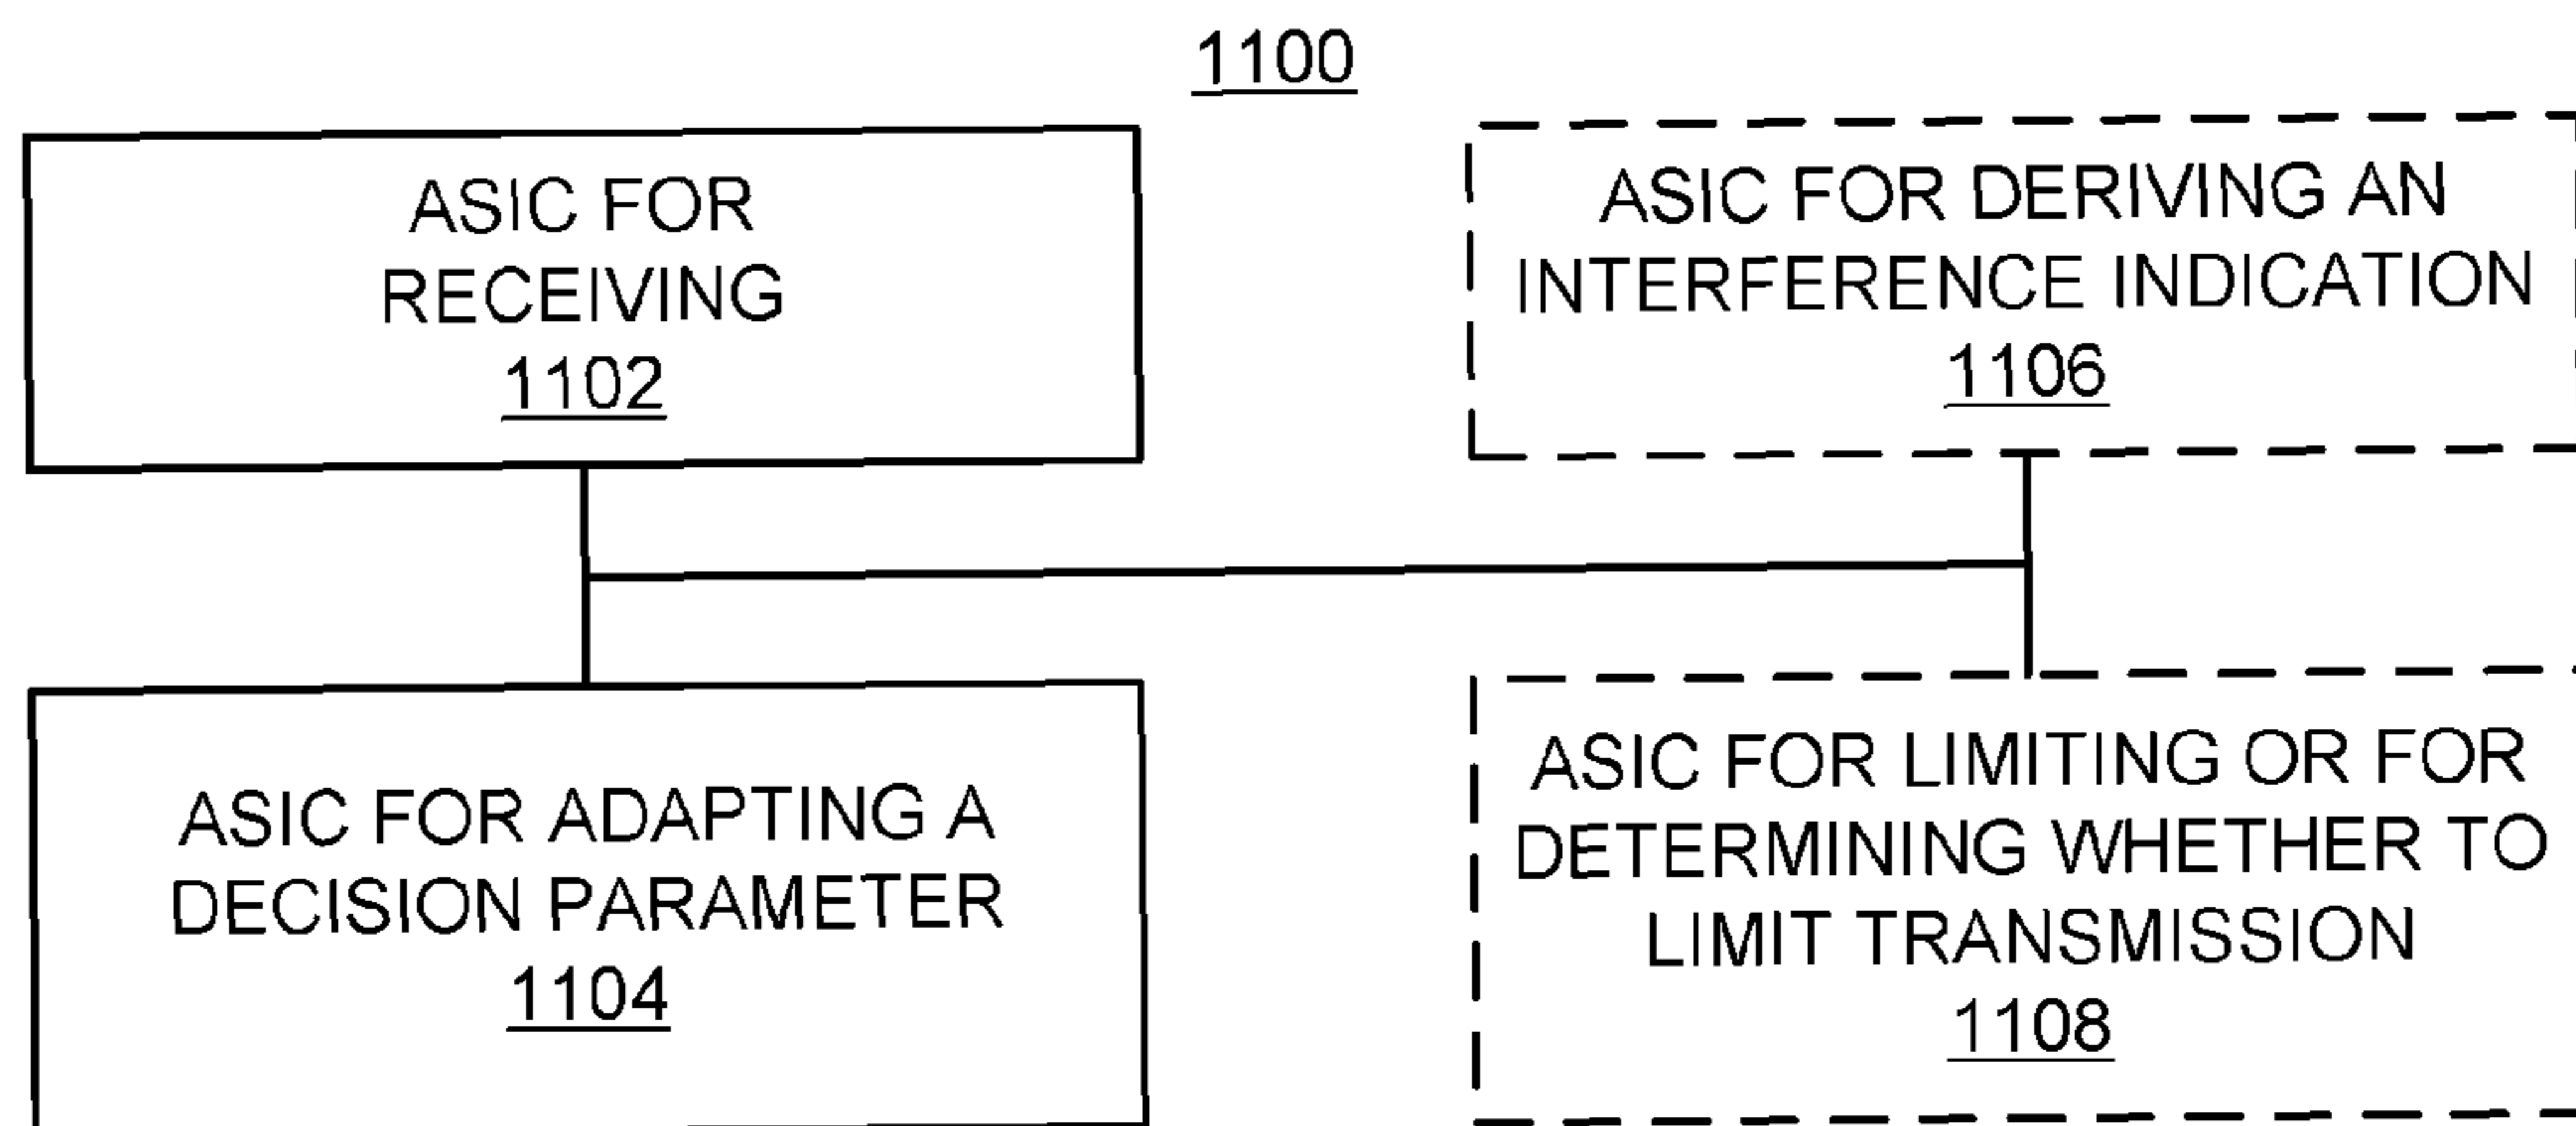 1100
ASIC FOR
RECEIVING
1102
ASIC FOR DERIVING AN
INTERFERENCE INDICATION
1106
ASIC FOR ADAPTING A
DECISION PARAMETER
1104
ASIC FOR LIMITING OR FOR
DETERMINING WHETHER TO
LIMIT TRANSMISSION
1108